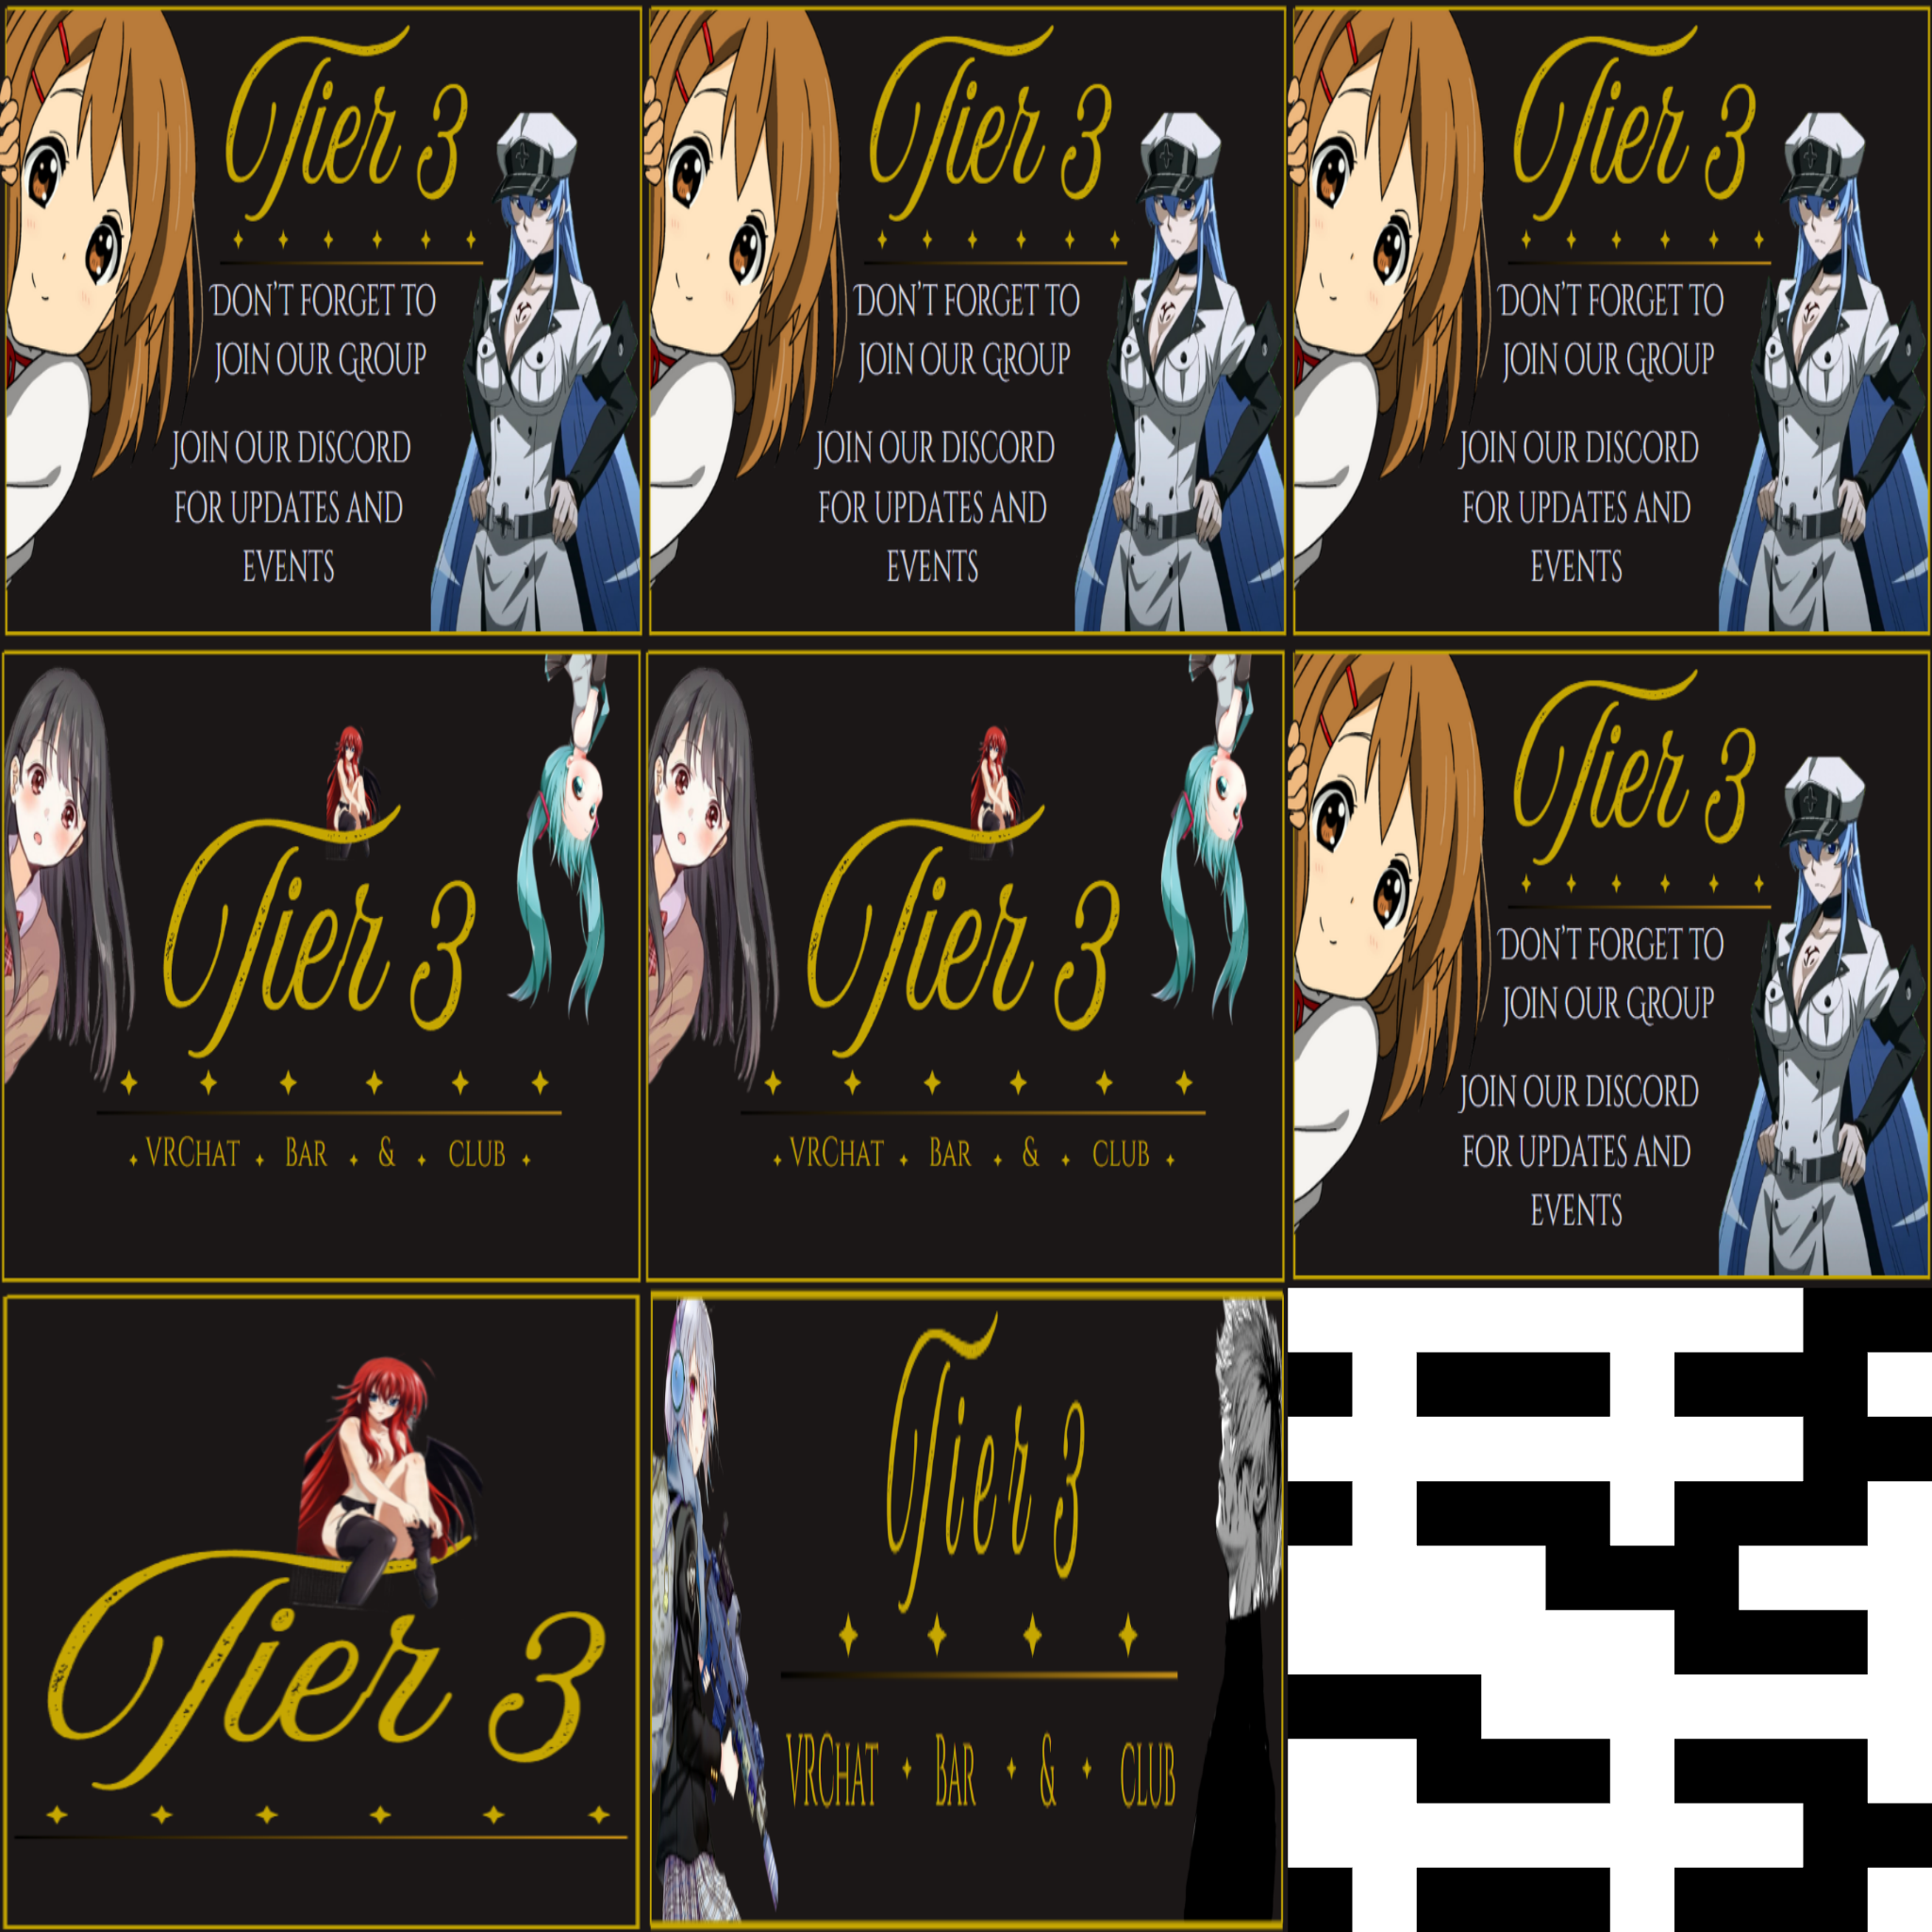 Tier 3
DON'T FORGET TO
JOIN OUR GROUP
JOIN OUR DISCORD
FOR UPDATES AND
EVENTS
Tier 3
DON'T FORGET TO
JOIN OUR GROUP
JOIN OUR DISCORD
FOR UPDATES AND
EVENTS
Tier 3
DON'T FORGET TO
JOIN OUR GROUP
JOIN OUR DISCORD
FOR UPDATES AND
EVENTS
Tier 3
VRCHAT BAR & CLUB
Tier 3
VRCHAT BAR & CLUB
Tier 3
DON'T FORGET TO
JOIN OUR GROUP
JOIN OUR DISCORD
FOR UPDATES AND
EVENTS
Tier 3
Tier 3
VRCHAT BAR & CLUB